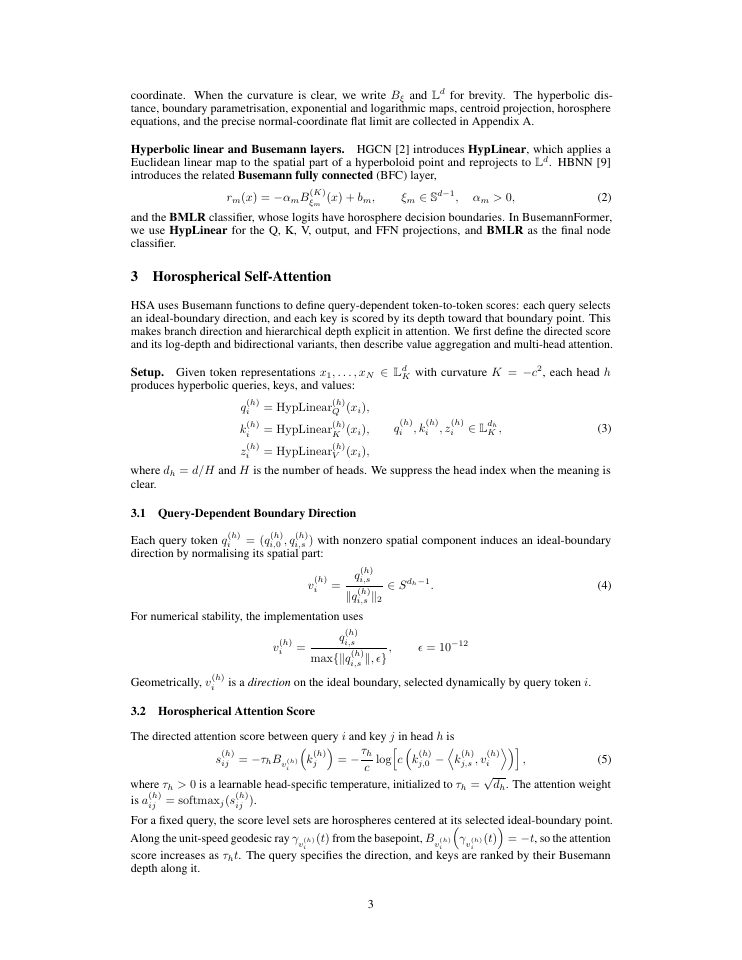 coordinate. When the curvature is clear, we write B_ξ and 𝕃^d for brevity. The hyperbolic dis-
tance, boundary parametrisation, exponential and logarithmic maps, centroid projection, horosphere
equations, and the precise normal-coordinate flat limit are collected in Appendix A.
Hyperbolic linear and Busemann layers. HGCN [2] introduces HypLinear, which applies a
Euclidean linear map to the spatial part of a hyperboloid point and reprojects to 𝕃^d. HBNN [9]
introduces the related Busemann fully connected (BFC) layer,
r_m(x) = −α_m B_{ξ_m}^{(K)}(x) + b_m, ξ_m ∈ 𝕊^{d−1}, α_m > 0, (2)
and the BMLR classifier, whose logits have horosphere decision boundaries. In BusemannFormer,
we use HypLinear for the Q, K, V, output, and FFN projections, and BMLR as the final node
classifier.
3 Horospherical Self-Attention
HSA uses Busemann functions to define query-dependent token-to-token scores: each query selects
an ideal-boundary direction, and each key is scored by its depth toward that boundary point. This
makes branch direction and hierarchical depth explicit in attention. We first define the directed score
and its log-depth and bidirectional variants, then describe value aggregation and multi-head attention.
Setup. Given token representations x_1, . . . , x_N ∈ 𝕃_K^d with curvature K = −c^2, each head h
produces hyperbolic queries, keys, and values:
q_i^{(h)} = HypLinear_Q^{(h)}(x_i),
k_i^{(h)} = HypLinear_K^{(h)}(x_i), q_i^{(h)}, k_i^{(h)}, z_i^{(h)} ∈ 𝕃_K^{d_h}, (3)
z_i^{(h)} = HypLinear_V^{(h)}(x_i),
where d_h = d/H and H is the number of heads. We suppress the head index when the meaning is
clear.
3.1 Query-Dependent Boundary Direction
Each query token q_i^{(h)} = (q_{i,0}^{(h)}, q_{i,s}^{(h)}) with nonzero spatial component induces an ideal-boundary
direction by normalising its spatial part:
v_i^{(h)} = q_{i,s}^{(h)} / ‖q_{i,s}^{(h)}‖_2 ∈ S^{d_h−1}. (4)
For numerical stability, the implementation uses
v_i^{(h)} = q_{i,s}^{(h)} / max{‖q_{i,s}^{(h)}‖, ϵ}, ϵ = 10^{−12}
Geometrically, v_i^{(h)} is a direction on the ideal boundary, selected dynamically by query token i.
3.2 Horospherical Attention Score
The directed attention score between query i and key j in head h is
s_{ij}^{(h)} = −τ_h B_{v_i^{(h)}}(k_j^{(h)}) = −τ_h/c log[c(k_{j,0}^{(h)} − ⟨k_{j,s}^{(h)}, v_i^{(h)}⟩)], (5)
where τ_h > 0 is a learnable head-specific temperature, initialized to τ_h = √d_h. The attention weight
is a_{ij}^{(h)} = softmax_j(s_{ij}^{(h)}).
For a fixed query, the score level sets are horospheres centered at its selected ideal-boundary point.
Along the unit-speed geodesic ray γ_{v_i^{(h)}}(t) from the basepoint, B_{v_i^{(h)}}(γ_{v_i^{(h)}}(t)) = −t, so the attention
score increases as τ_h t. The query specifies the direction, and keys are ranked by their Busemann
depth along it.
3